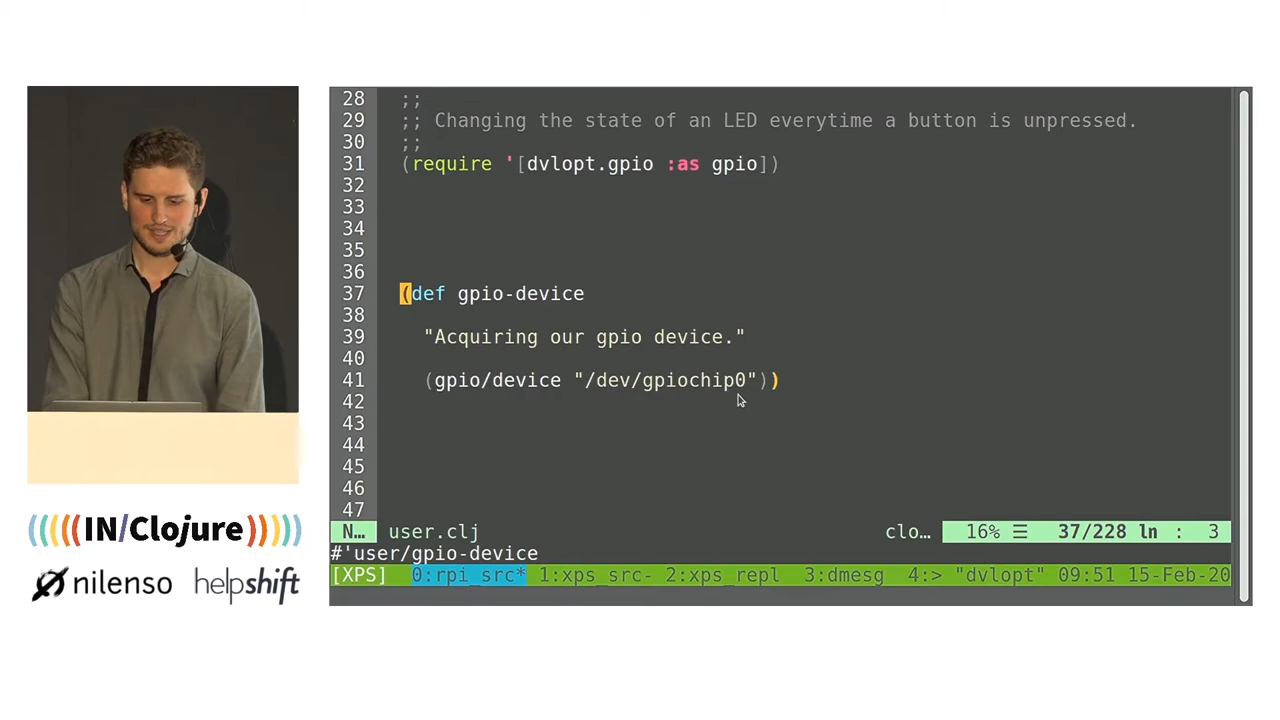 28 ;;
29 ;; Changing the state of an LED everytime a button is unpressed.
30 ;;
31 (require '[dvlopt.gpio :as gpio])
32
33
34
35
36
37 (def gpio-device
38
39 "Acquiring our gpio device."
40
41 (gpio/device "/dev/gpiochip0"))
42
43
44
45
46
47
N… user.clj clo… 16% ☰ 37/228 ln : 3
#'user/gpio-device
[XPS] 0:rpi_src* 1:xps_src- 2:xps_repl 3:dmesg 4:> "dvlopt" 09:51 15-Feb-20
(((((IN/Clojure)))))
nilenso helpshift